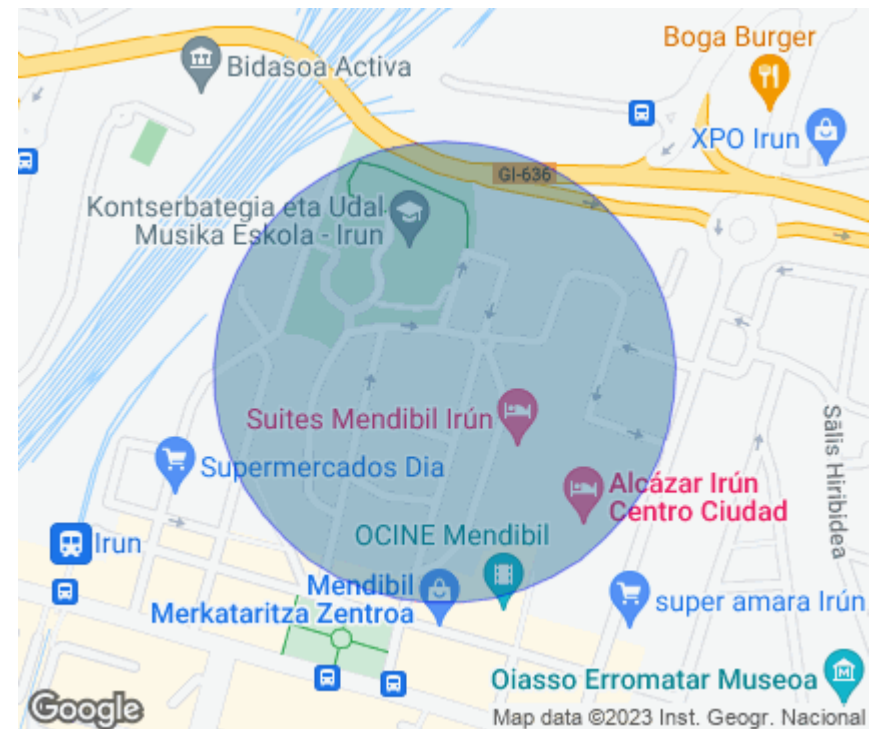 Boga Burger
Bidasoa Activa
XPO Irun
GI-636
Kontserbategia eta Udal
Musika Eskola - Irun
Suites Mendibil Irún
Sālis Hiribidea
Supermercados Dia
Alcázar Irún
Centro Ciudad
OCINE Mendibil
Irun
Mendibil
Merkataritza Zentroa
super amara Irún
Oiasso Erromatar Museoa
Google
Map data ©2023 Inst. Geogr. Nacional